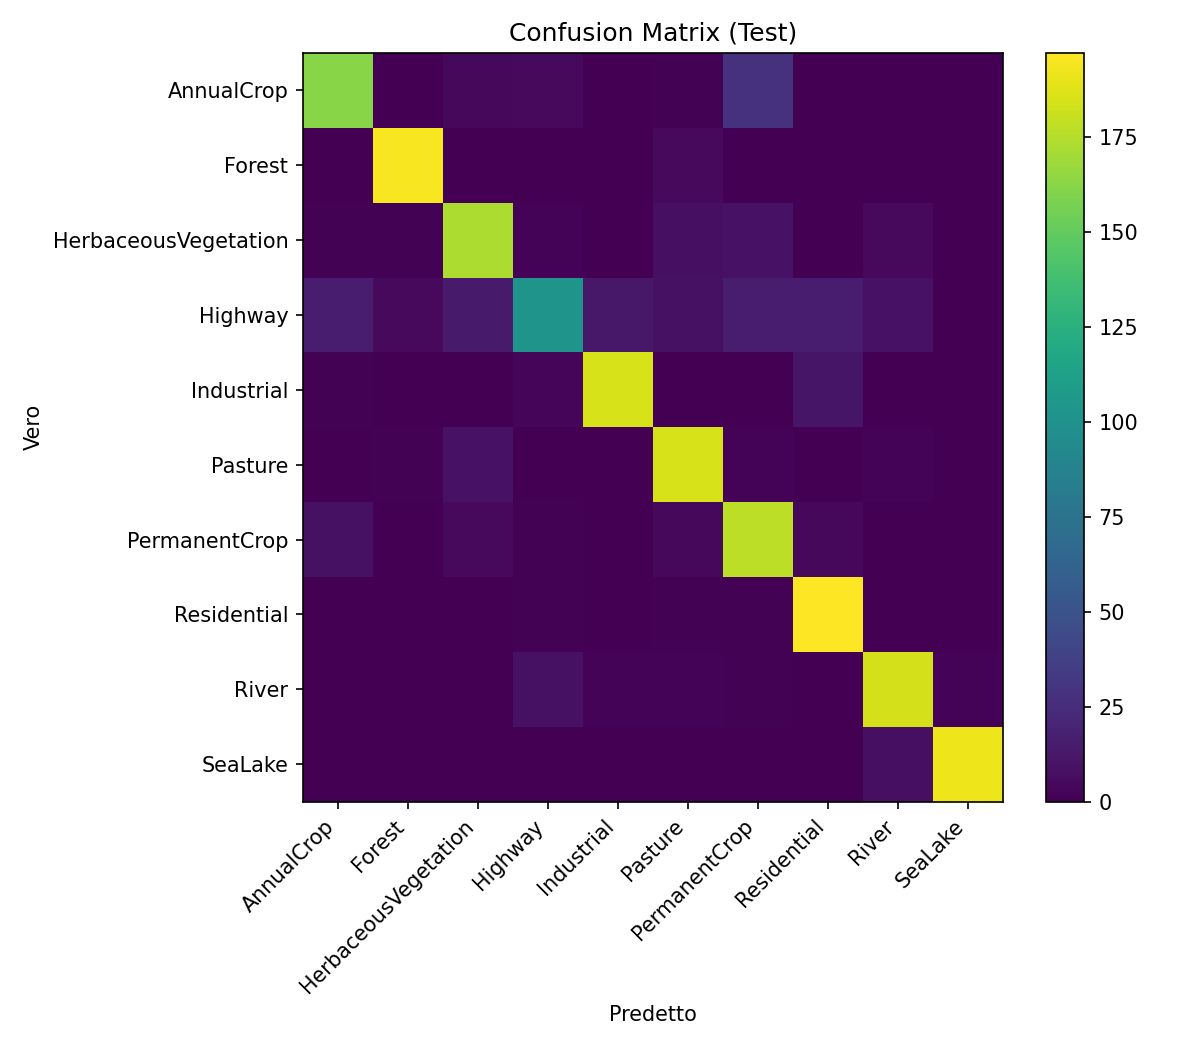 Confusion Matrix (Test)
AnnualCrop
Forest
HerbaceousVegetation
Highway
Industrial
Pasture
PermanentCrop
Residential
River
SeaLake
Vero
AnnualCrop
Forest
HerbaceousVegetation
Highway
Industrial
Pasture
PermanentCrop
Residential
River
SeaLake
Predetto
175
150
125
100
75
50
25
0